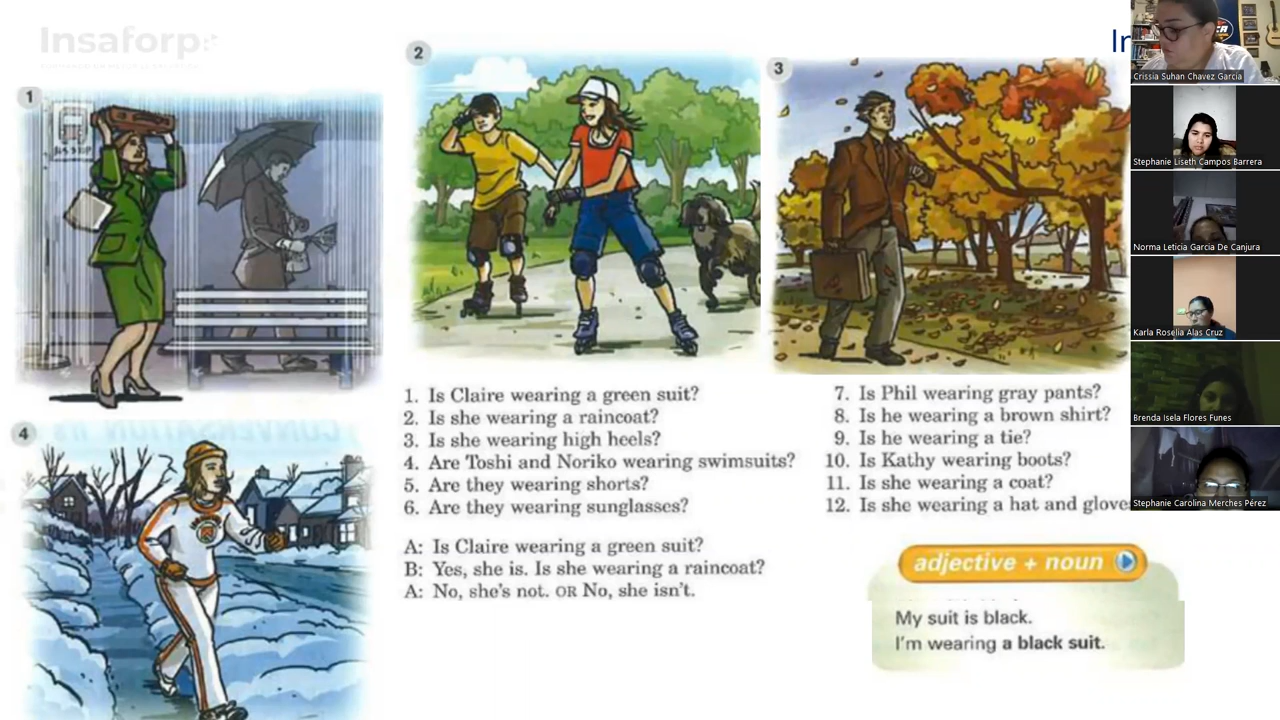 Insaforp
In
1
2
3
4
1. Is Claire wearing a green suit?
2. Is she wearing a raincoat?
3. Is she wearing high heels?
4. Are Toshi and Noriko wearing swimsuits?
5. Are they wearing shorts?
6. Are they wearing sunglasses?
7. Is Phil wearing gray pants?
8. Is he wearing a brown shirt?
9. Is he wearing a tie?
10. Is Kathy wearing boots?
11. Is she wearing a coat?
12. Is she wearing a hat and glove
A: Is Claire wearing a green suit?
B: Yes, she is. Is she wearing a raincoat?
A: No, she's not. OR No, she isn't.
adjective + noun
My suit is black.
I'm wearing a black suit.
Crissia Suhan Chavez Garcia
Stephanie Liseth Campos Barrera
Norma Leticia Garcia De Canjura
Karla Roselia Alas Cruz
Brenda Isela Flores Funes
Stephanie Carolina Merches Pérez